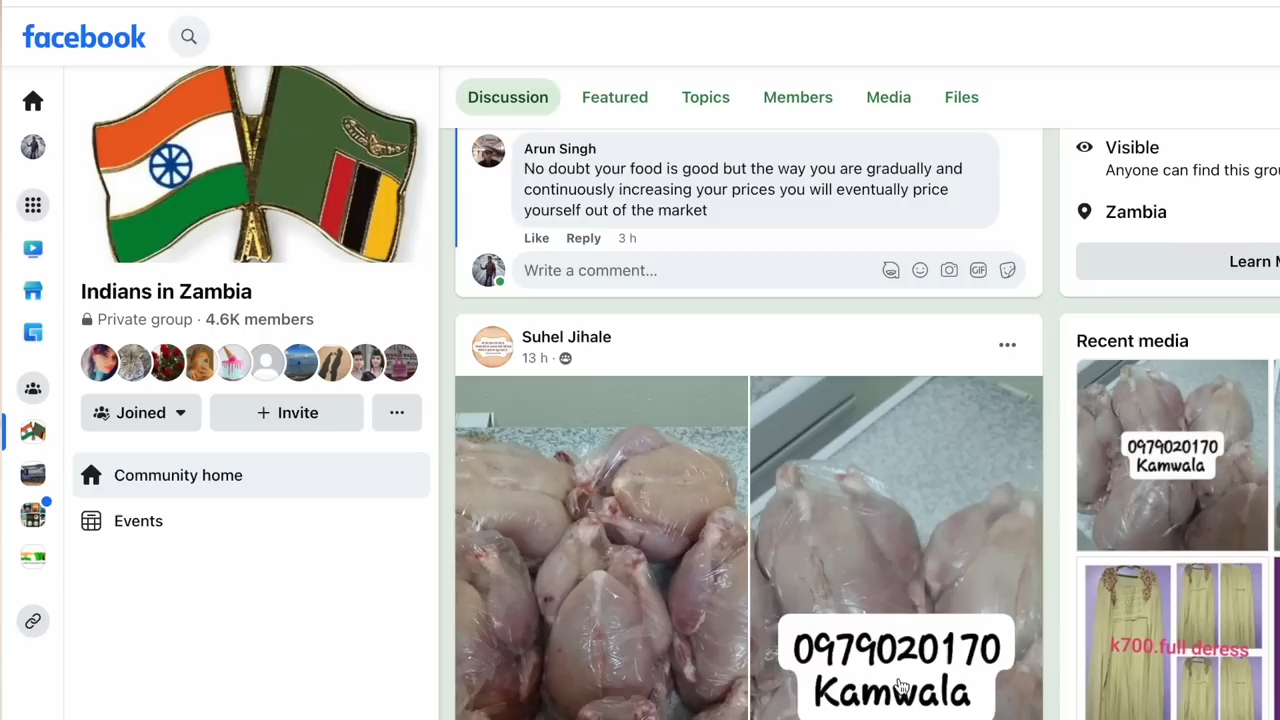 facebook
Discussion
Featured
Topics
Members
Media
Files
Arun Singh
No doubt your food is good but the way you are gradually and
continuously increasing your prices you will eventually price
yourself out of the market
Like Reply 3 h
Write a comment...
GIF
Indians in Zambia
Private group · 4.6K members
Joined
+ Invite
Community home
Events
Suhel Jihale
13 h ·
0979020170
Kamwala
Visible
Anyone can find this grou
Zambia
Learn M
Recent media
0979020170
Kamwala
k700.full deress